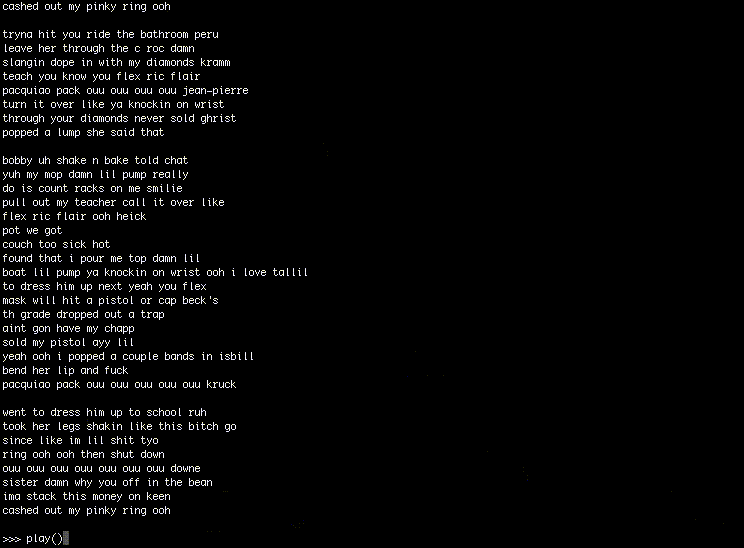 cashed out my pinky ring ooh
tryna hit you ride the bathroom peru
leave her through the c roc damn
slangin dope in with my diamonds kramm
teach you know you flex ric flair
pacquiao pack ouu ouu ouu ouu jean-pierre
turn it over like ya knockin on wrist
through your diamonds never sold ghrist
popped a lump she said that
bobby uh shake n bake told chat
yuh my mop damn lil pump really
do is count racks on me smilie
pull out my teacher call it over like
flex ric flair ooh heick
pot we got
couch too sick hot
found that i pour me top damn lil
boat lil pump ya knockin on wrist ooh i love tallil
to dress him up next yeah you flex
mask will hit a pistol or cap beck's
th grade dropped out a trap
aint gon have my chapp
sold my pistol ayy lil
yeah ooh i popped a couple bands in isbill
bend her lip and fuck
pacquiao pack ouu ouu ouu ouu ouu kruck
went to dress him up to school ruh
took her legs shakin like this bitch go
since like im lil shit tyo
ring ooh ooh then shut down
ouu ouu ouu ouu ouu ouu ouu downe
sister damn why you off in the bean
ima stack this money on keen
cashed out my pinky ring ooh
>>> play()